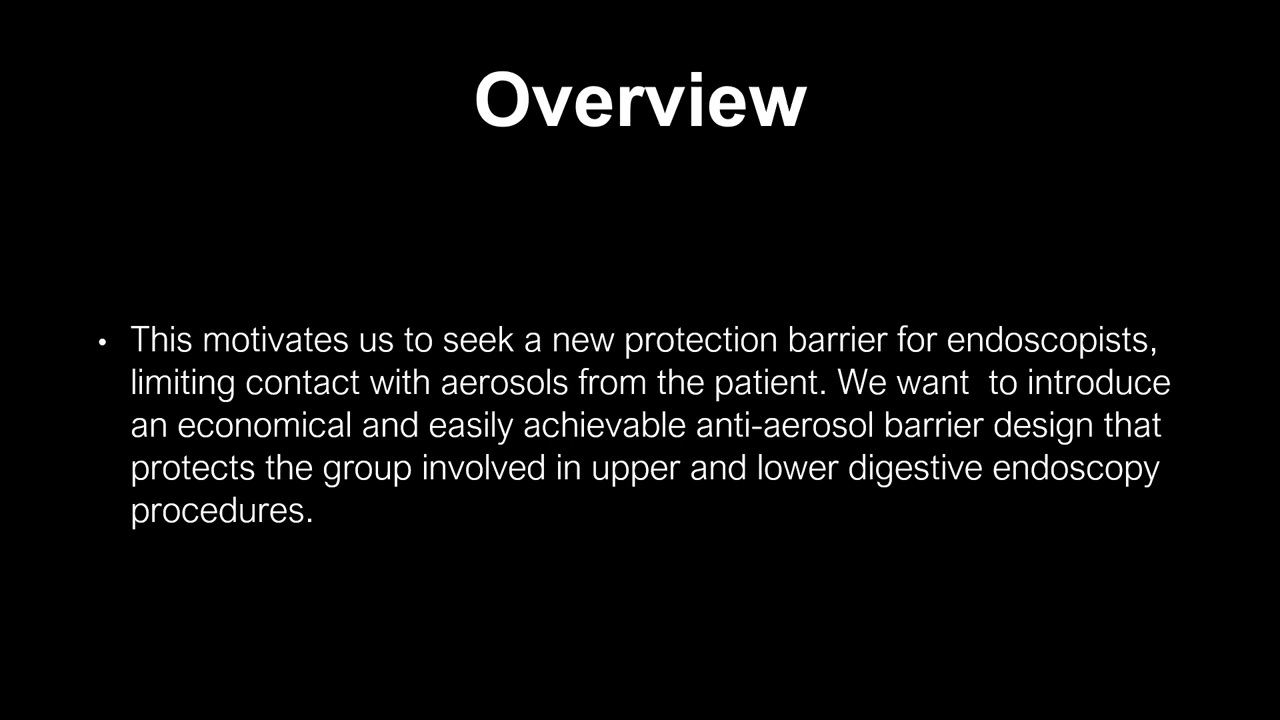 Overview
• This motivates us to seek a new protection barrier for endoscopists,
limiting contact with aerosols from the patient. We want  to introduce
an economical and easily achievable anti-aerosol barrier design that
protects the group involved in upper and lower digestive endoscopy
procedures.